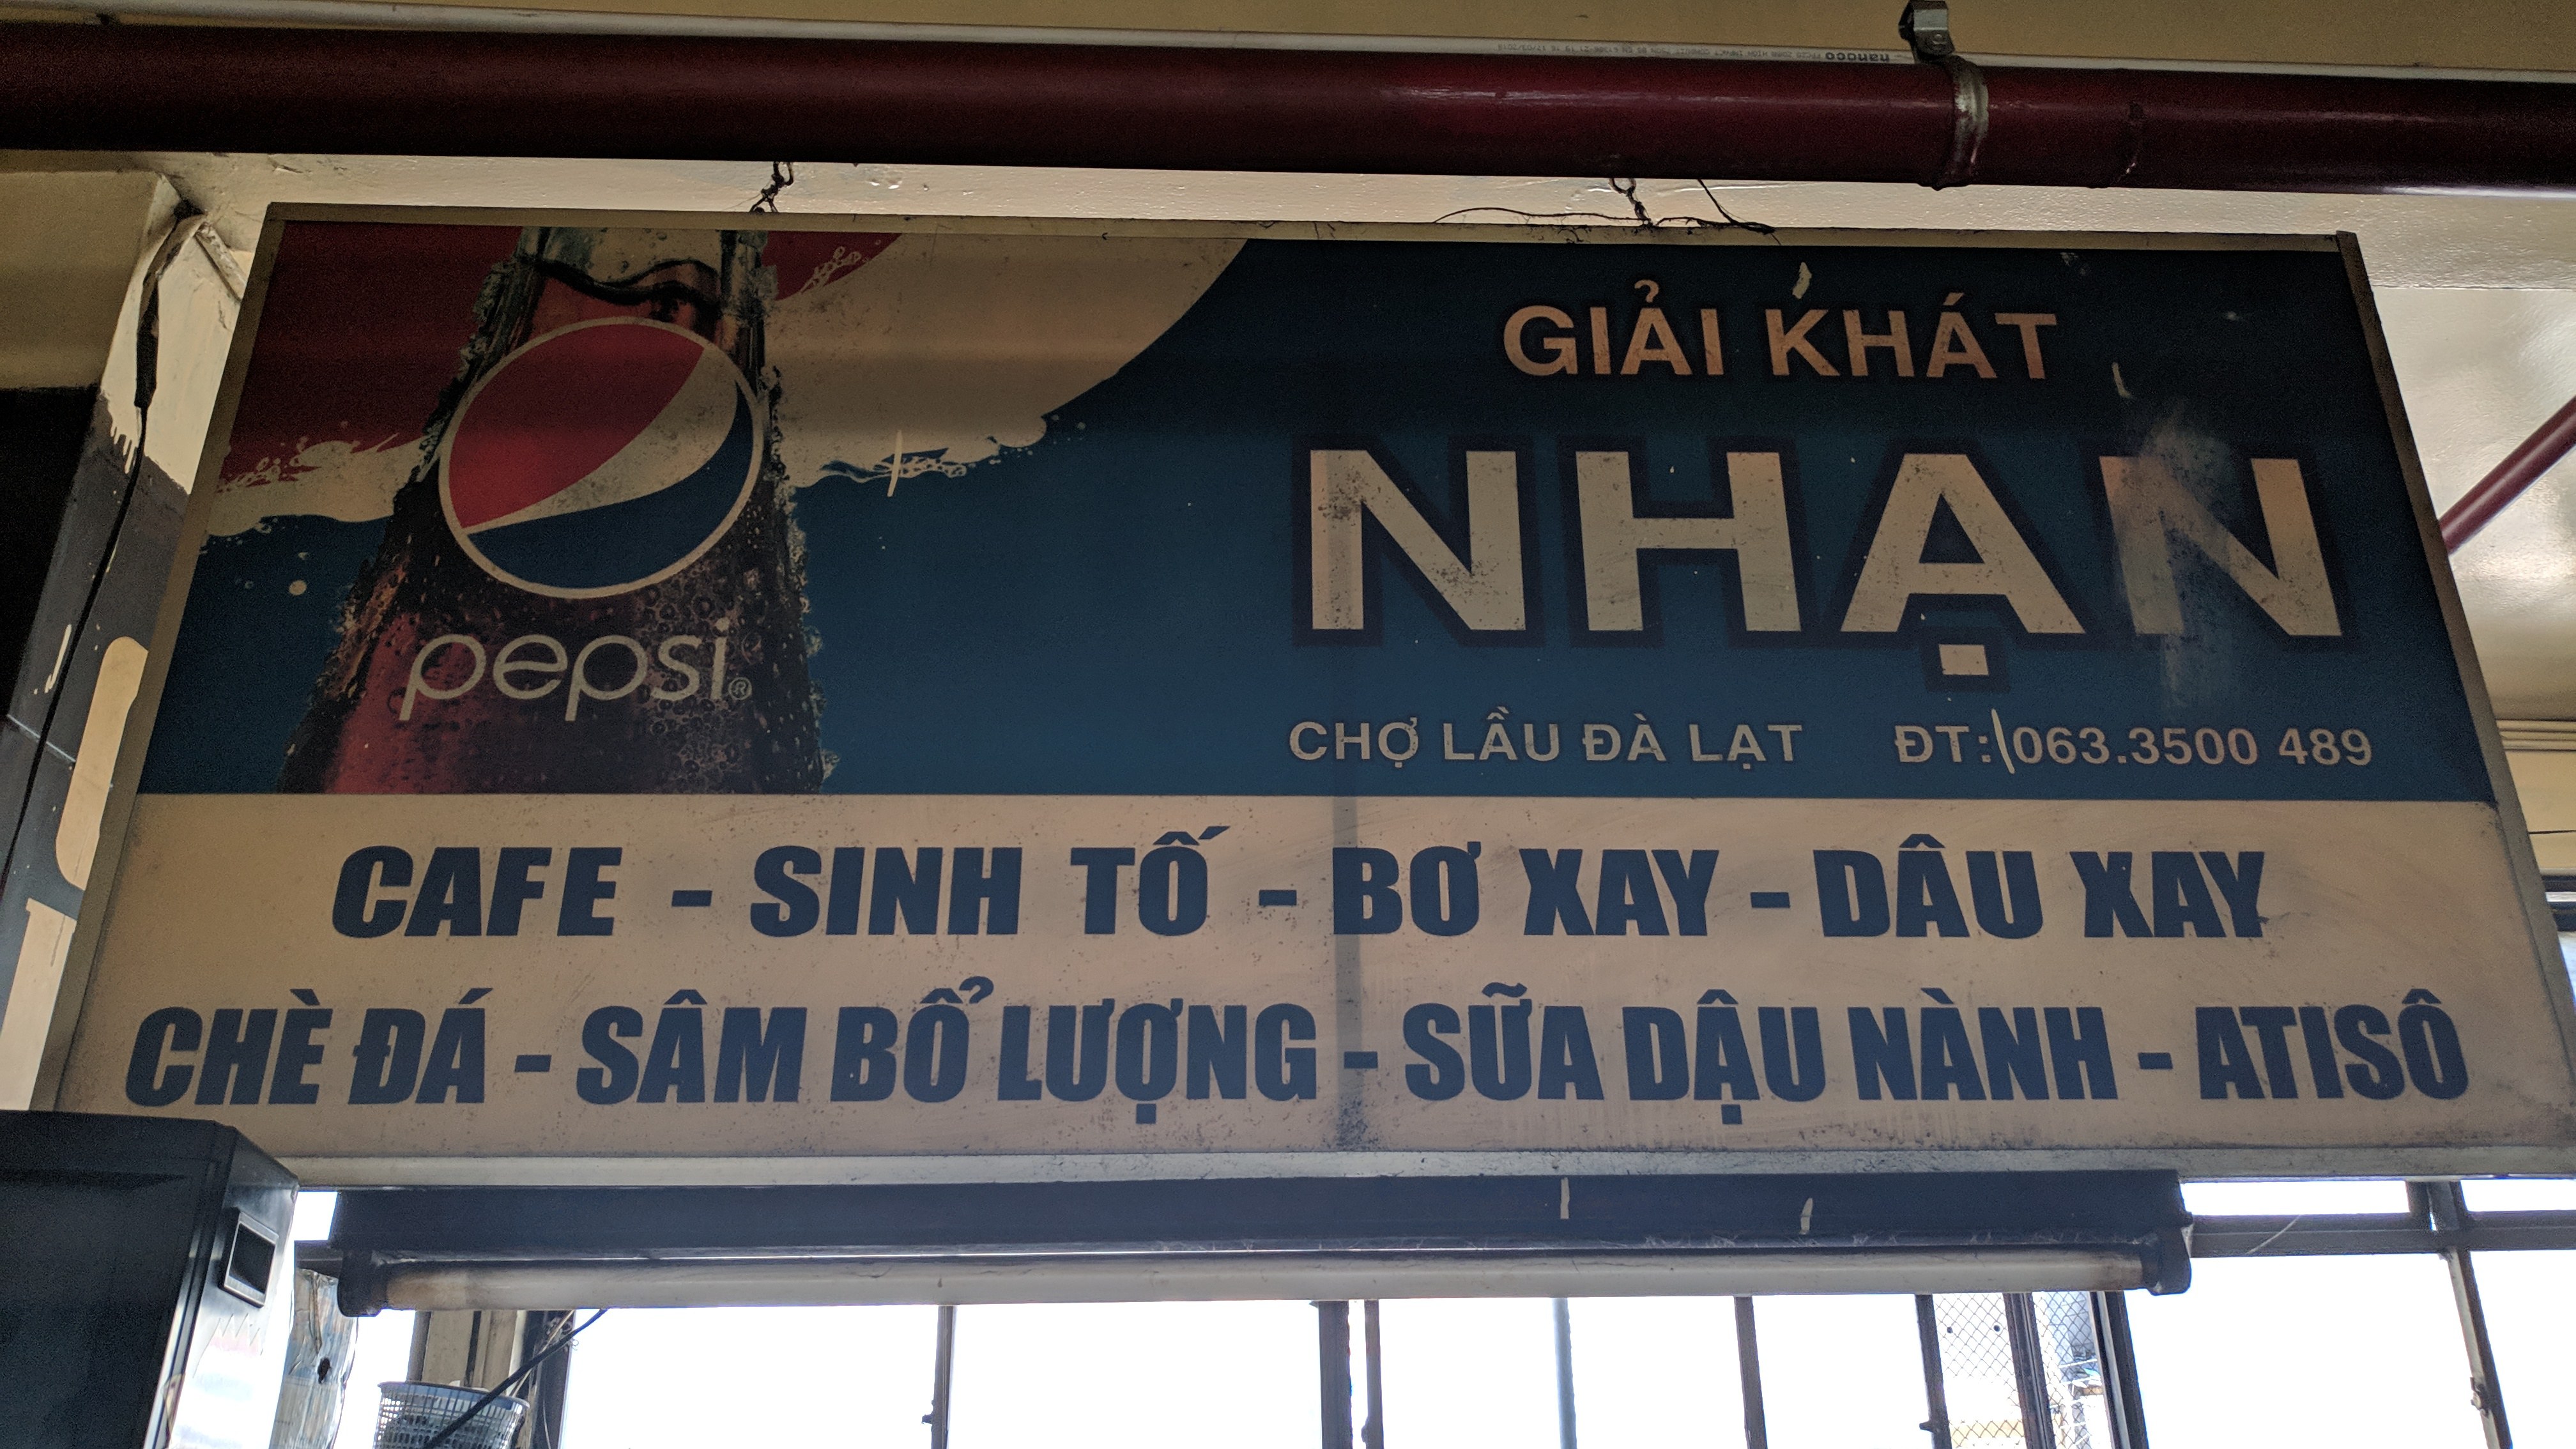 GIẢI KHÁT
NHẠN
pepsi®
CHỢ LẦU ĐÀ LẠT ĐT: 063.3500 489
CAFE - SINH TỐ - BƠ XAY - DÂU XAY
CHÈ ĐÁ - SÂM BỔ LƯỢNG - SỮA DẬU NÀNH - ATISÔ
nanoco